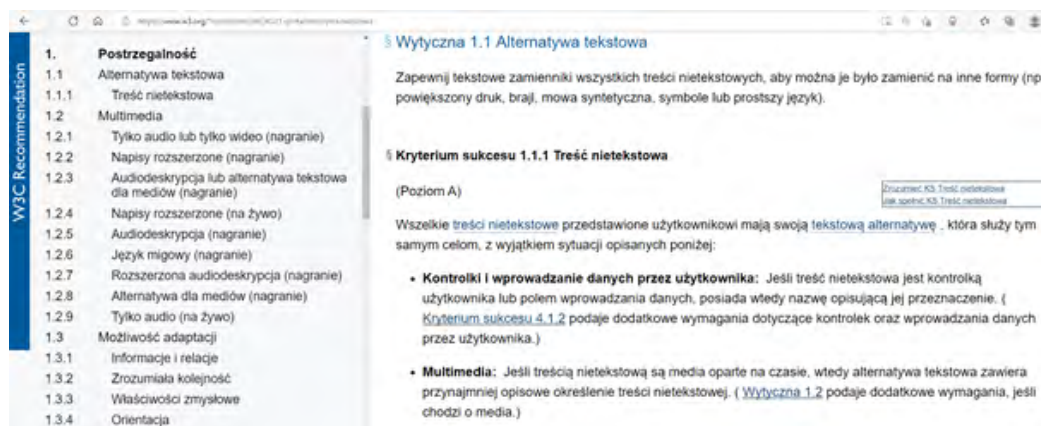 W3C Recommendation
1. Postrzegalność
1.1 Alternatywa tekstowa
1.1.1 Treść nietekstowa
1.2 Multimedia
1.2.1 Tylko audio lub tylko wideo (nagranie)
1.2.2 Napisy rozszerzone (nagranie)
1.2.3 Audiodeskrypcja lub alternatywa tekstowa
dla mediów (nagranie)
1.2.4 Napisy rozszerzone (na żywo)
1.2.5 Audiodeskrypcja (nagranie)
1.2.6 Język migowy (nagranie)
1.2.7 Rozszerzona audiodeskrypcja (nagranie)
1.2.8 Alternatywa dla mediów (nagranie)
1.2.9 Tylko audio (na żywo)
1.3 Możliwość adaptacji
1.3.1 Informacje i relacje
1.3.2 Zrozumiała kolejność
1.3.3 Właściwości zmysłowe
1.3.4 Orientacja
§ Wytyczna 1.1 Alternatywa tekstowa
Zapewnij tekstowe zamienniki wszystkich treści nietekstowych, aby można je było zamienić na inne formy (np
powiększony druk, brajl, mowa syntetyczna, symbole lub prostszy język).
§ Kryterium sukcesu 1.1.1 Treść nietekstowa
(Poziom A)
Zrozumieć KS Treść nietekstowa
Jak spełnić KS Treść nietekstowa
Wszelkie treści nietekstowe przedstawione użytkownikowi mają swoją tekstową alternatywę , która służy tym
samym celom, z wyjątkiem sytuacji opisanych poniżej:
• Kontrolki i wprowadzanie danych przez użytkownika: Jeśli treść nietekstowa jest kontrolką
użytkownika lub polem wprowadzania danych, posiada wtedy nazwę opisującą jej przeznaczenie. (
Kryterium sukcesu 4.1.2 podaje dodatkowe wymagania dotyczące kontrolek oraz wprowadzania danych
przez użytkownika.)
• Multimedia: Jeśli treścią nietekstową są media oparte na czasie, wtedy alternatywa tekstowa zawiera
przynajmniej opisowe określenie treści nietekstowej. ( Wytyczna 1.2 podaje dodatkowe wymagania, jeśli
chodzi o media.)